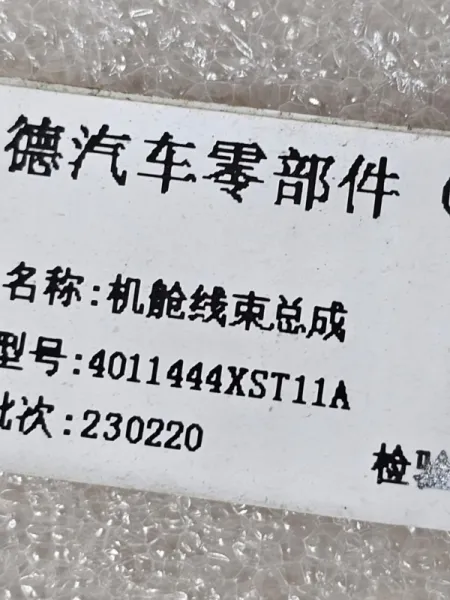 德汽车零部件（
名称:机舱线束总成
型号:4011444XST11A
批次:230220
检验